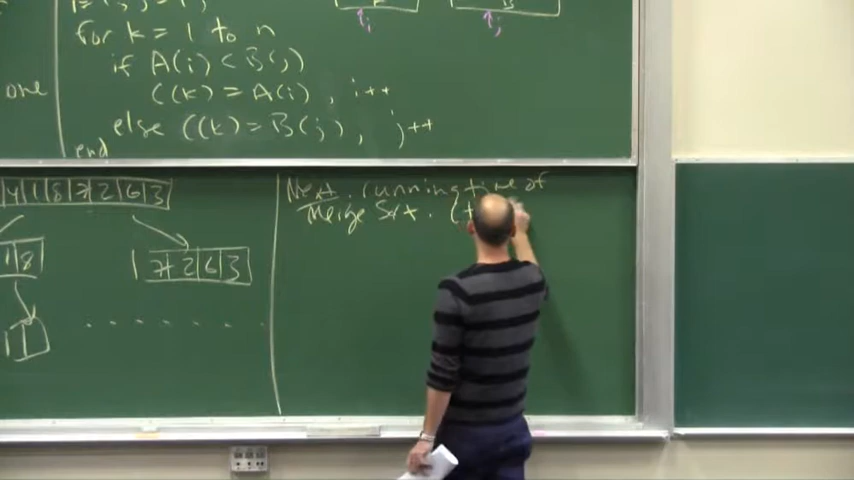 for k = 1 to n
if A(i) < B(j)
C(k) = A(i), i++
one
else C(k) = B(j), j++
end
i
j
4 1 8 7 2 6 3
1 8
7 2 6 3
1
Next. running time of
Merge Sort. (